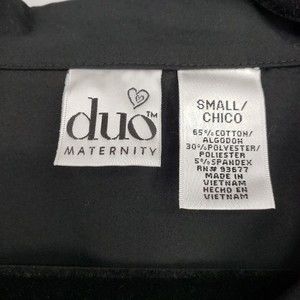 duo™
MATERNITY
SMALL/
CHICO
65% COTTON/
ALGODON
30% POLYESTER/
POLIESTER
5% SPANDEX
RN# 93677
MADE IN
VIETNAM
HECHO EN
VIETNAM